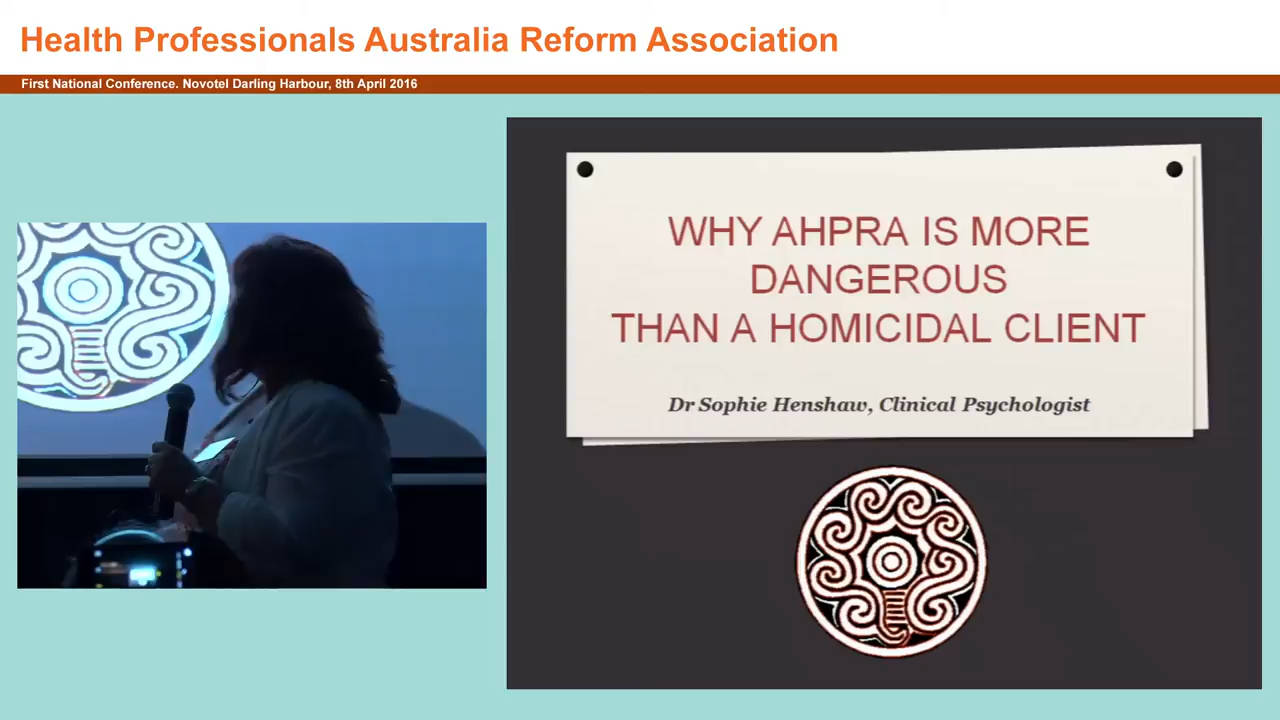 Health Professionals Australia Reform Association
First National Conference. Novotel Darling Harbour, 8th April 2016
WHY AHPRA IS MORE
DANGEROUS
THAN A HOMICIDAL CLIENT
Dr Sophie Henshaw, Clinical Psychologist